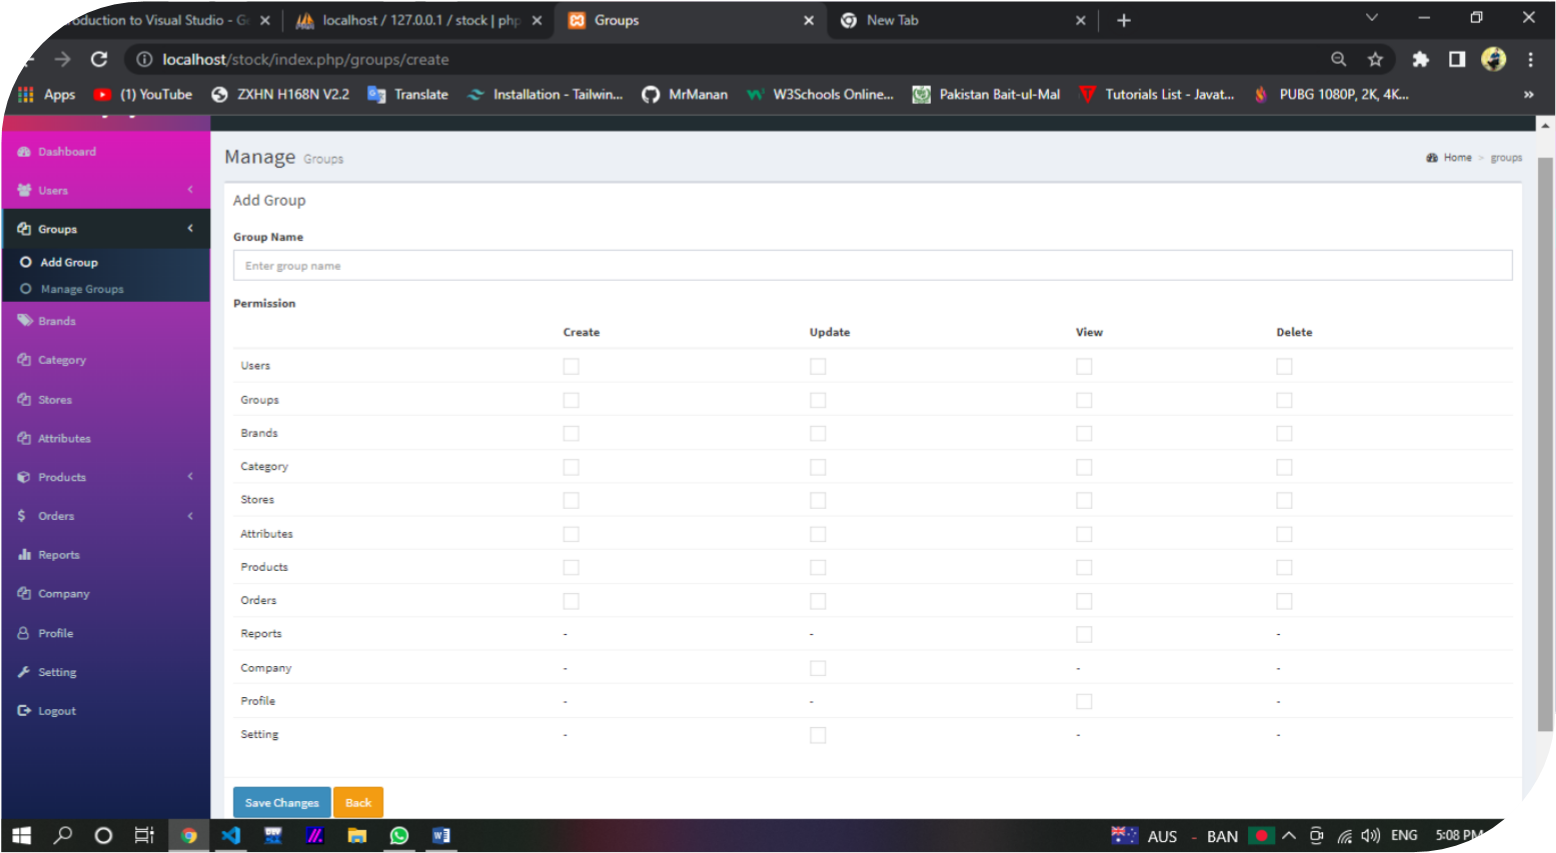 roduction to Visual Studio - G
localhost / 127.0.0.1 / stock | php
Groups
New Tab
localhost/stock/index.php/groups/create
Apps
(1) YouTube
ZXHN H168N V2.2
Translate
Installation - Tailwin...
MrManan
W3Schools Online...
Pakistan Bait-ul-Mal
Tutorials List - Javat...
PUBG 1080P, 2K, 4K...
»
Dashboard
Users
Groups
Add Group
Manage Groups
Brands
Category
Stores
Attributes
Products
$ Orders
Reports
Company
Profile
Setting
Logout
Manage Groups
Home > groups
Add Group
Group Name
Enter group name
Permission
Create Update View Delete
Users
Groups
Brands
Category
Stores
Attributes
Products
Orders
Reports - - -
Company - - -
Profile - - -
Setting - - -
Save Changes
Back
AUS - BAN
ENG
5:08 PM